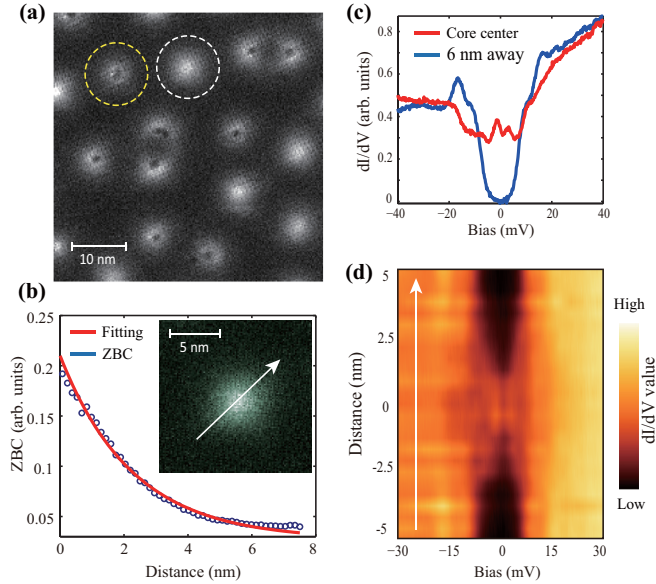 (a)
10 nm
(b)
ZBC (arb. units)
0.25
0.2
0.15
0.1
0.05
Fitting
ZBC
5 nm
0
2
4
6
8
Distance (nm)
(c)
dI/dV (arb. units)
0.8
0.6
0.4
0.2
0
Core center
6 nm away
-40
-20
0
20
40
Bias (mV)
(d)
Distance (nm)
5
2.5
0
-2.5
-5
-30
-15
0
15
30
Bias (mV)
High
dI/dV value
Low